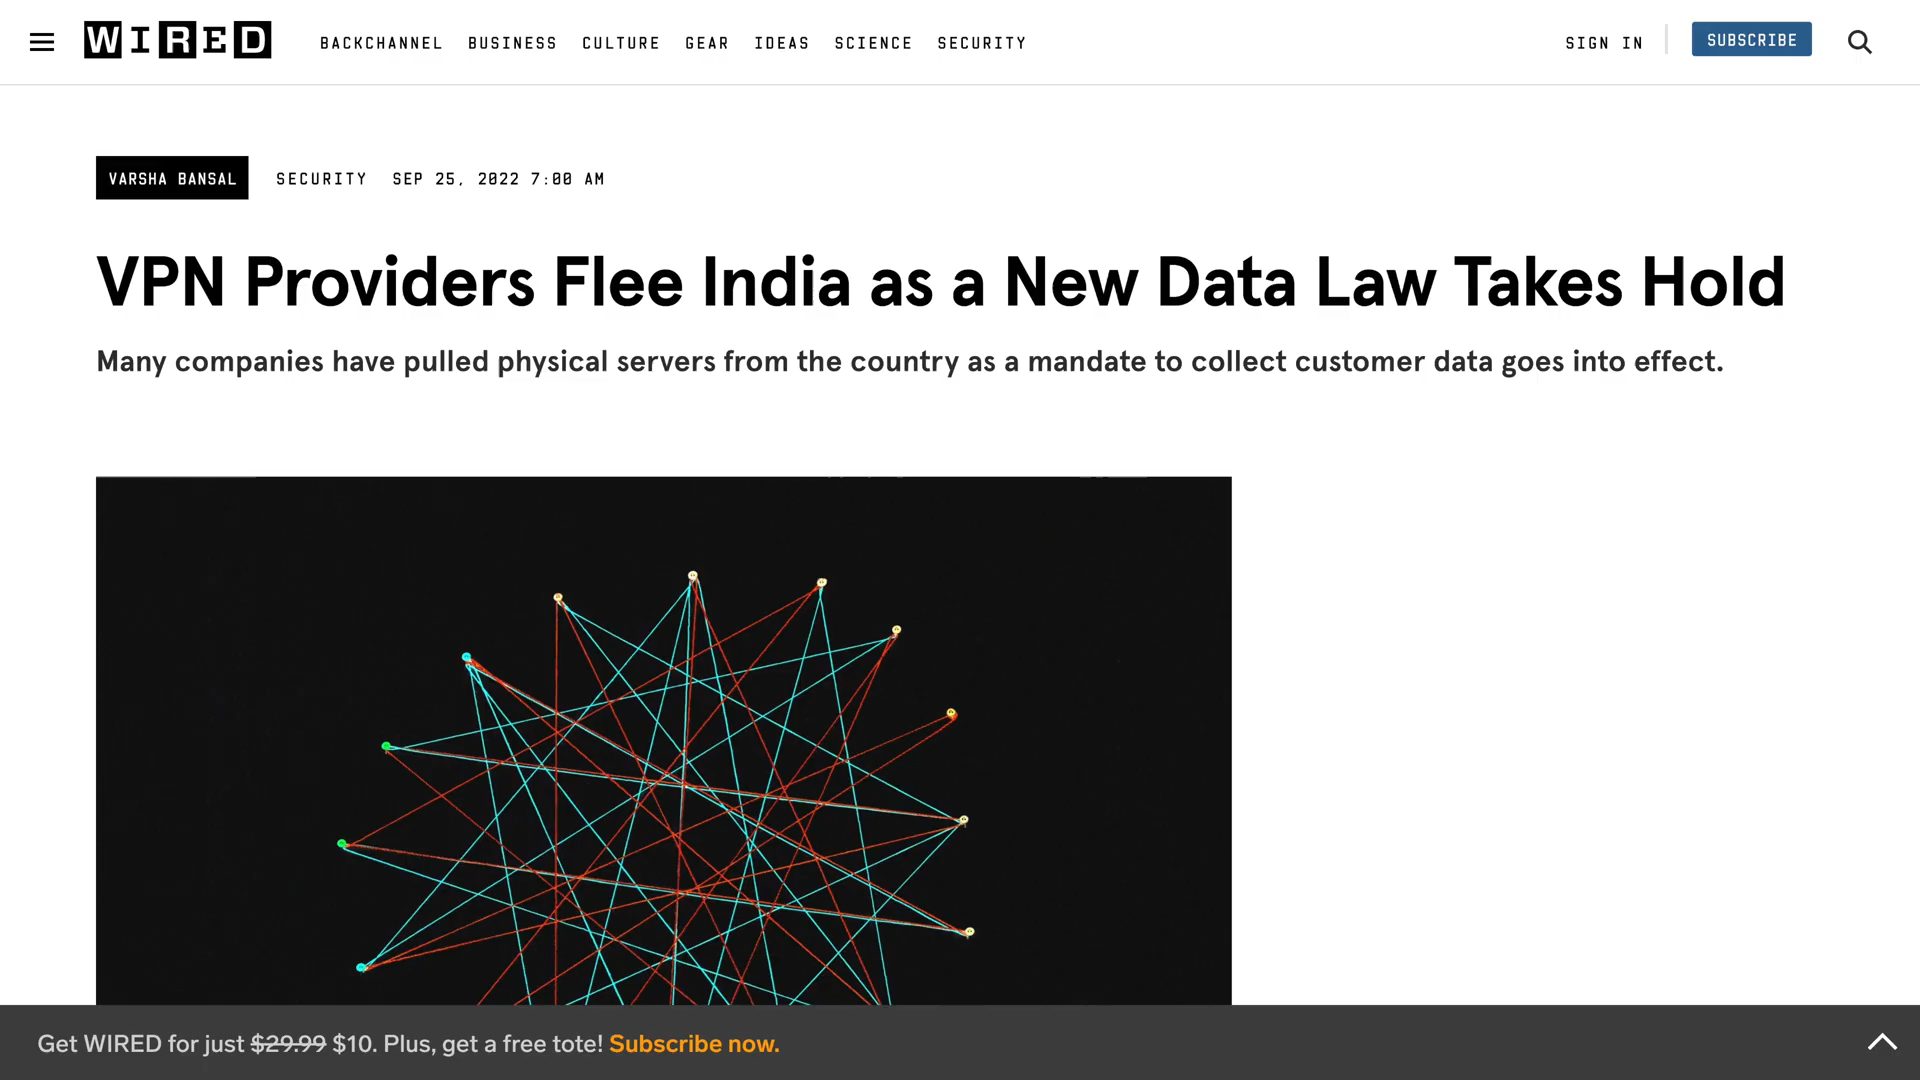 WIRED
BACKCHANNEL BUSINESS CULTURE GEAR IDEAS SCIENCE SECURITY
SIGN IN
SUBSCRIBE
VARSHA BANSAL SECURITY SEP 25, 2022 7:00 AM
VPN Providers Flee India as a New Data Law Takes Hold
Many companies have pulled physical servers from the country as a mandate to collect customer data goes into effect.
Get WIRED for just $29.99 $10. Plus, get a free tote! Subscribe now.